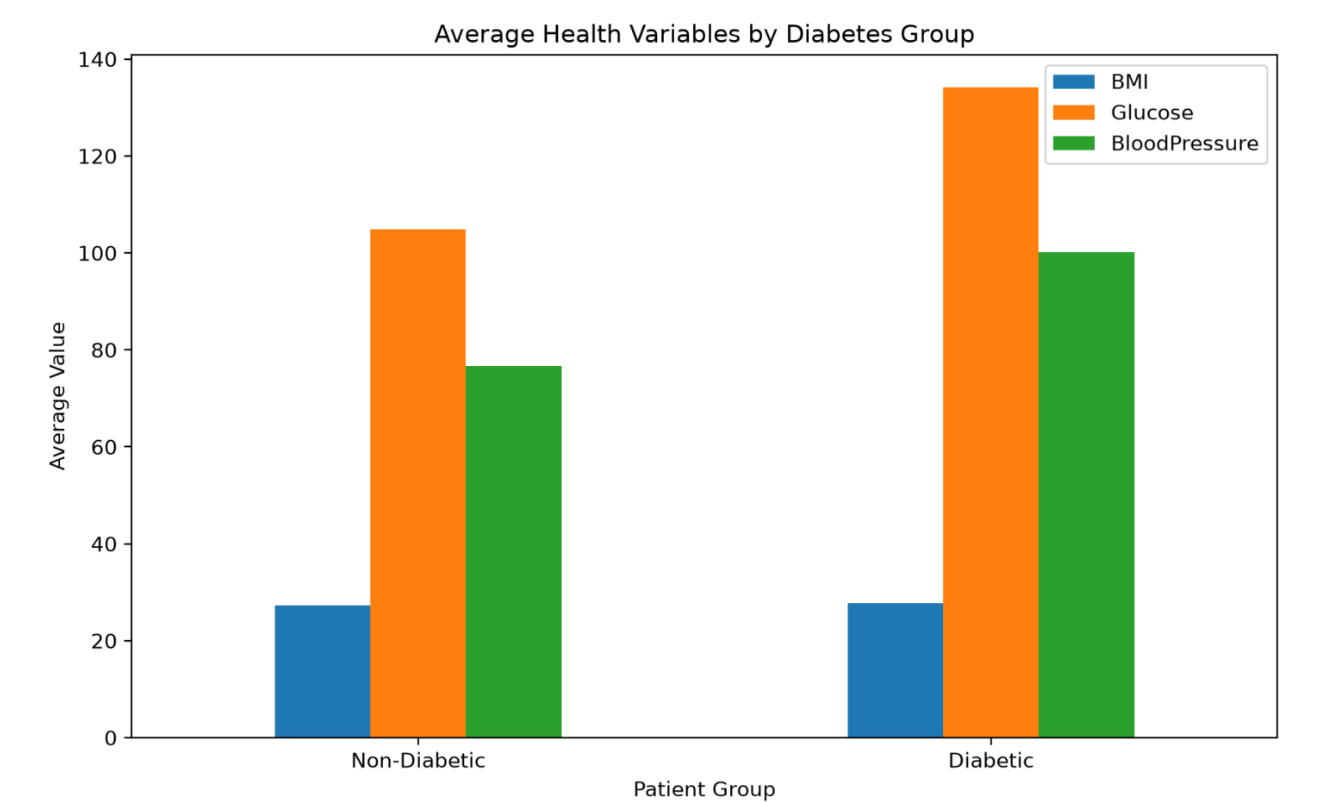 Average Health Variables by Diabetes Group
BMI
Glucose
BloodPressure
140
120
100
80
60
40
20
0
Average Value
Non-Diabetic
Diabetic
Patient Group